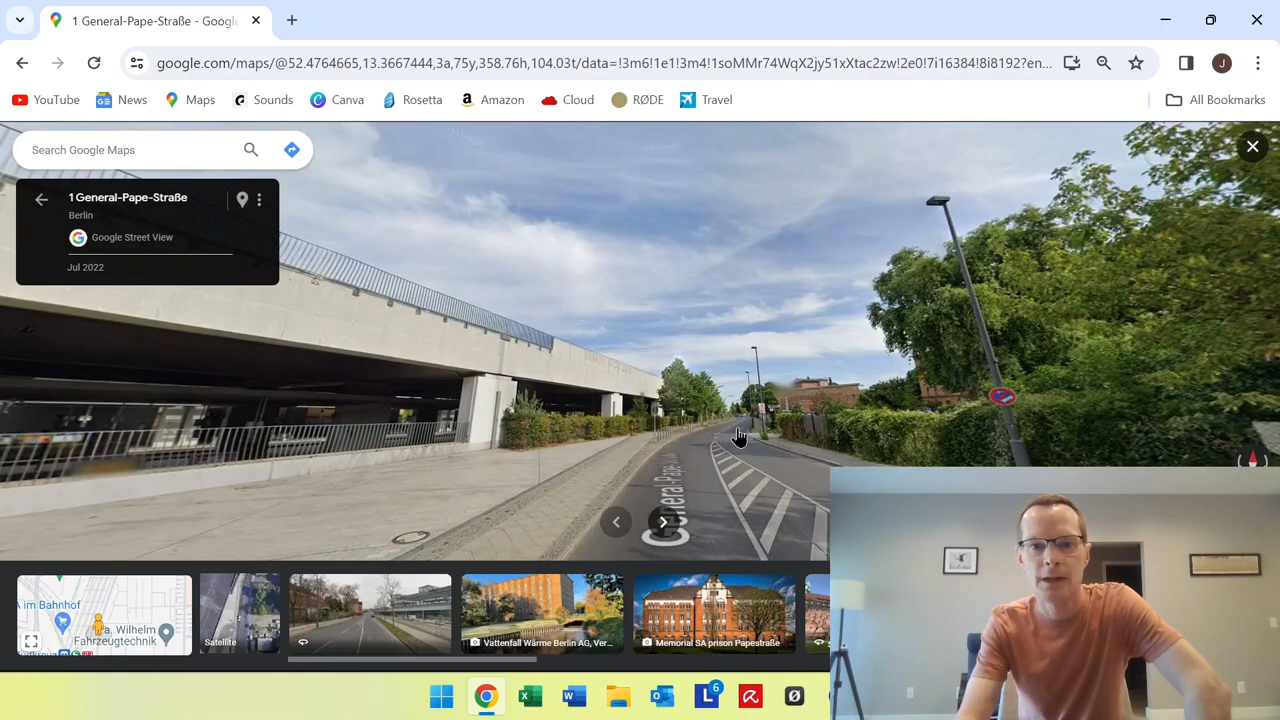 1 General-Pape-Straße - Google
google.com/maps/@52.4764665,13.3667444,3a,75y,358.76h,104.03t/data=!3m6!1e1!3m4!1soMMr74WqX2jy51xXtac2zw!2e0!7i16384!8i8192?en...
J
YouTube
News
Maps
Sounds
Canva
Rosetta
Amazon
Cloud
RØDE
Travel
All Bookmarks
Search Google Maps
1 General-Pape-Straße
Berlin
Google Street View
Jul 2022
General-Pape-
A im Bahnhof
a. Wilhelm
Fahrzeugtechnik
Satellite
Vattenfall Wärme Berlin AG, Ver...
Memorial SA prison Papestraße
L
6